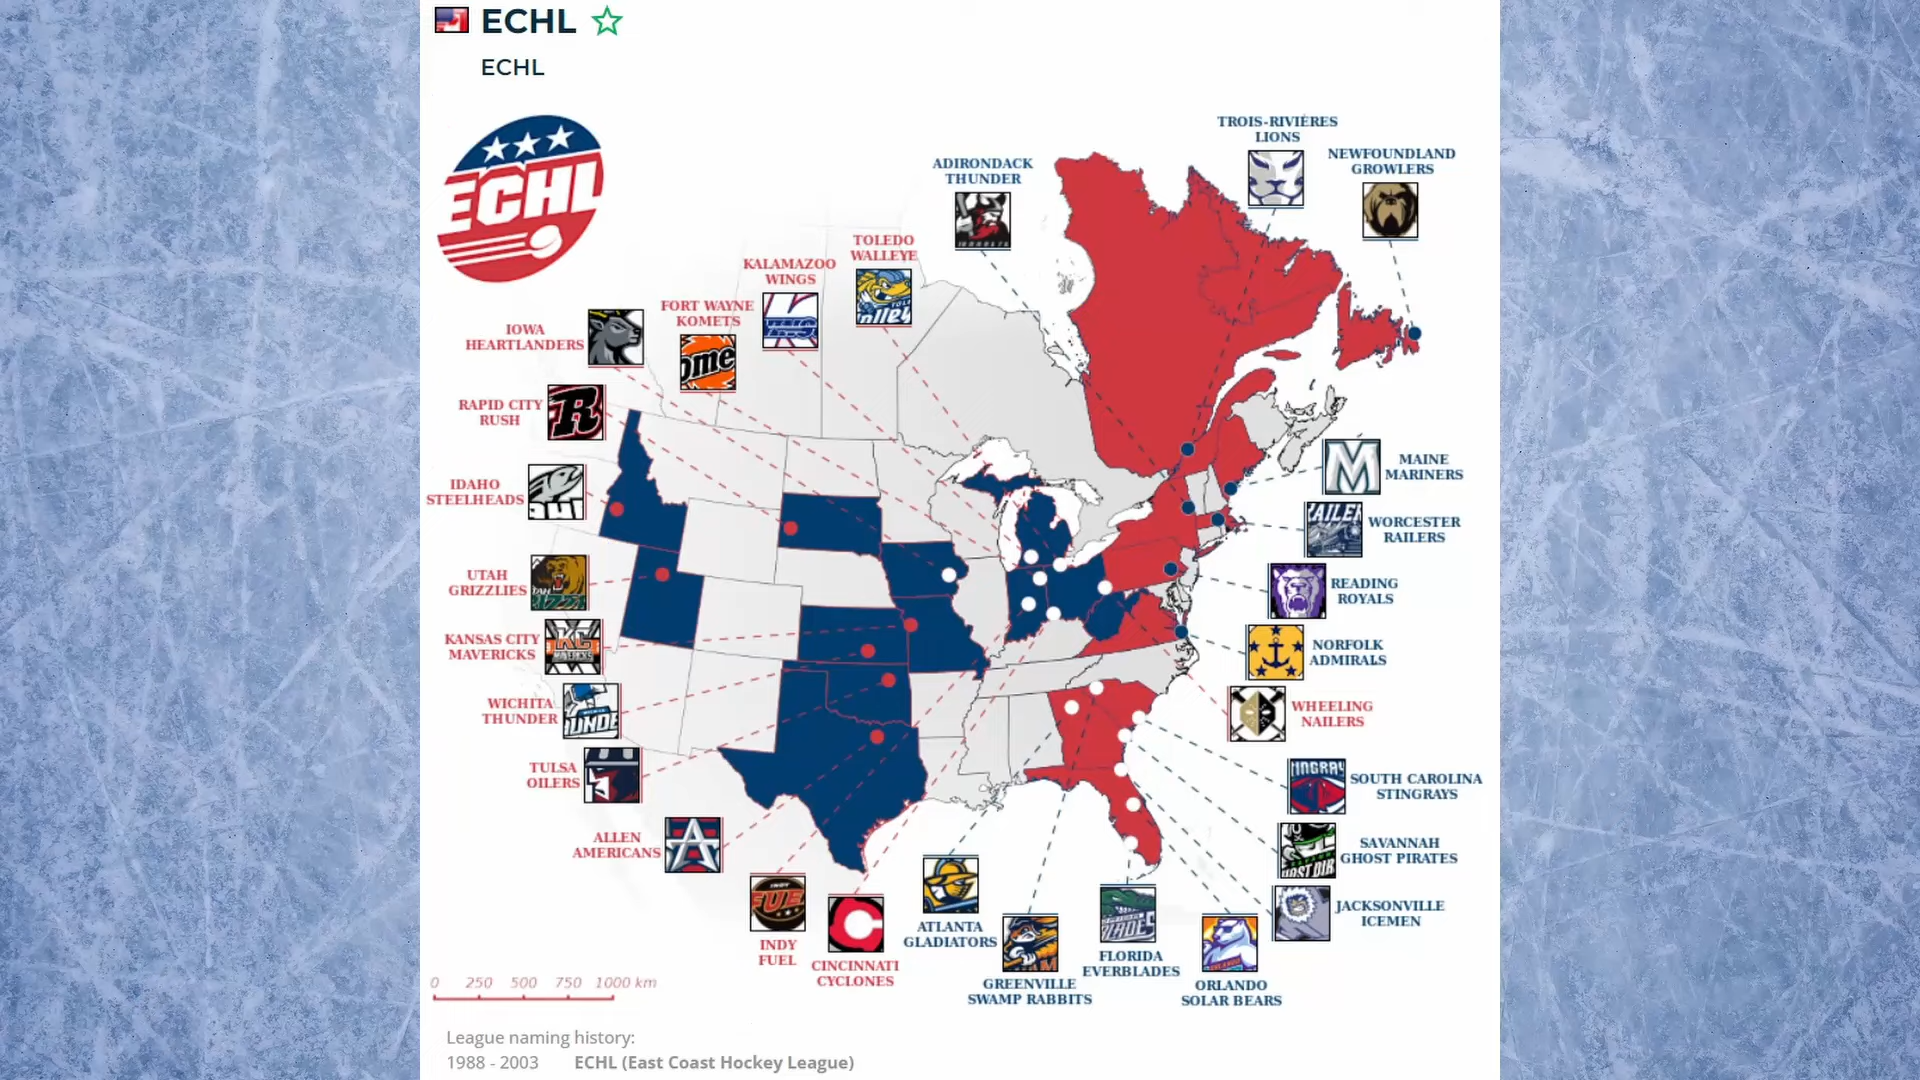 ECHL
ECHL
ECHL
TROIS-RIVIÈRES
LIONS
NEWFOUNDLAND
GROWLERS
ADIRONDACK
THUNDER
TOLEDO
WALLEYE
KALAMAZOO
WINGS
FORT WAYNE
KOMETS
IOWA
HEARTLANDERS
RAPID CITY
RUSH
IDAHO
STEELHEADS
UTAH
GRIZZLIES
KANSAS CITY
MAVERICKS
KC
MAVERICKS
WICHITA
THUNDER
TULSA
OILERS
ALLEN
AMERICANS
INDY
FUE
INDY
FUEL
CINCINNATI
CYCLONES
ATLANTA
GLADIATORS
GREENVILLE
SWAMP RABBITS
FLORIDA
EVERBLADES
ORLANDO
SOLAR BEARS
MAINE
MARINERS
WORCESTER
RAILERS
READING
ROYALS
NORFOLK
ADMIRALS
WHEELING
NAILERS
SOUTH CAROLINA
STINGRAYS
SAVANNAH
GHOST PIRATES
JACKSONVILLE
ICEMEN
0 250 500 750 1000 km
League naming history:
1988 - 2003 ECHL (East Coast Hockey League)